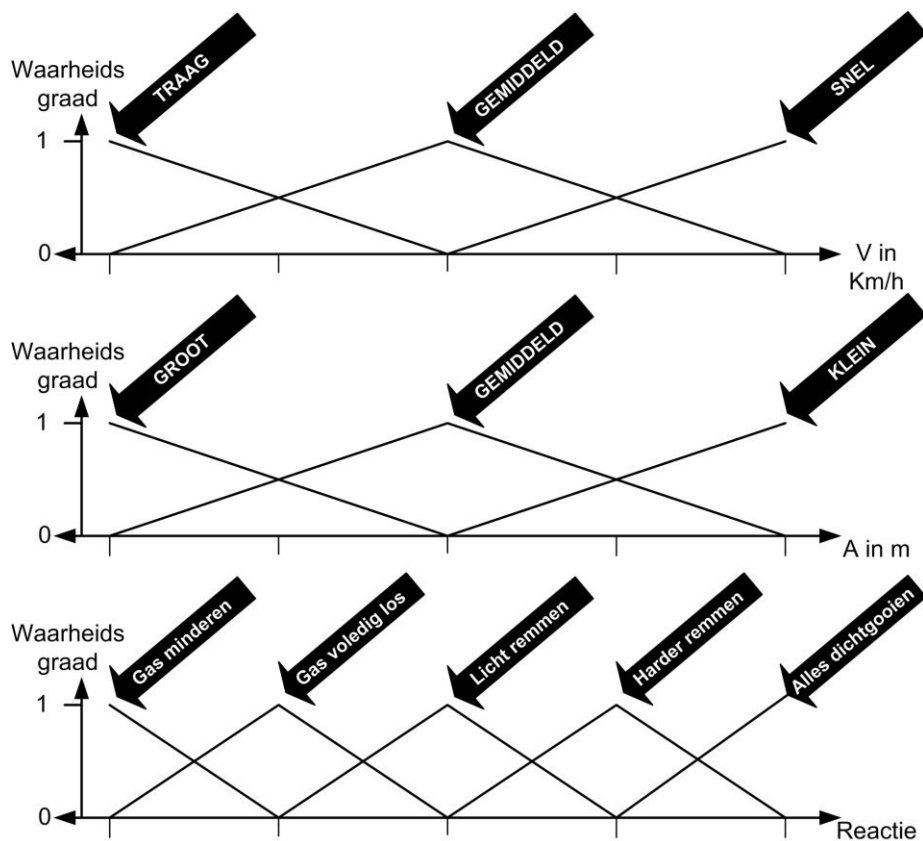 TRAAG
GEMIDDELD
SNEL
Waarheids
graad
1
0
V in
Km/h
GROOT
GEMIDDELD
KLEIN
Waarheids
graad
1
0
A in m
Gas minderen
Gas voledig los
Licht remmen
Harder remmen
Alles dichtgooien
Waarheids
graad
1
0
Reactie